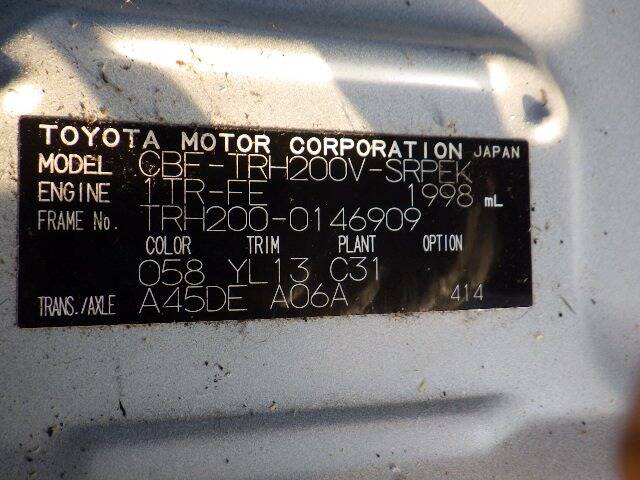 TOYOTA MOTOR CORPORATION JAPAN
MODEL CBF-TRH200V-SRPEK
ENGINE 1TR-FE 1998 mL
FRAME No. TRH200-0146909
COLOR TRIM PLANT OPTION
058 YL13 C31
TRANS./AXLE A45DE A06A 414